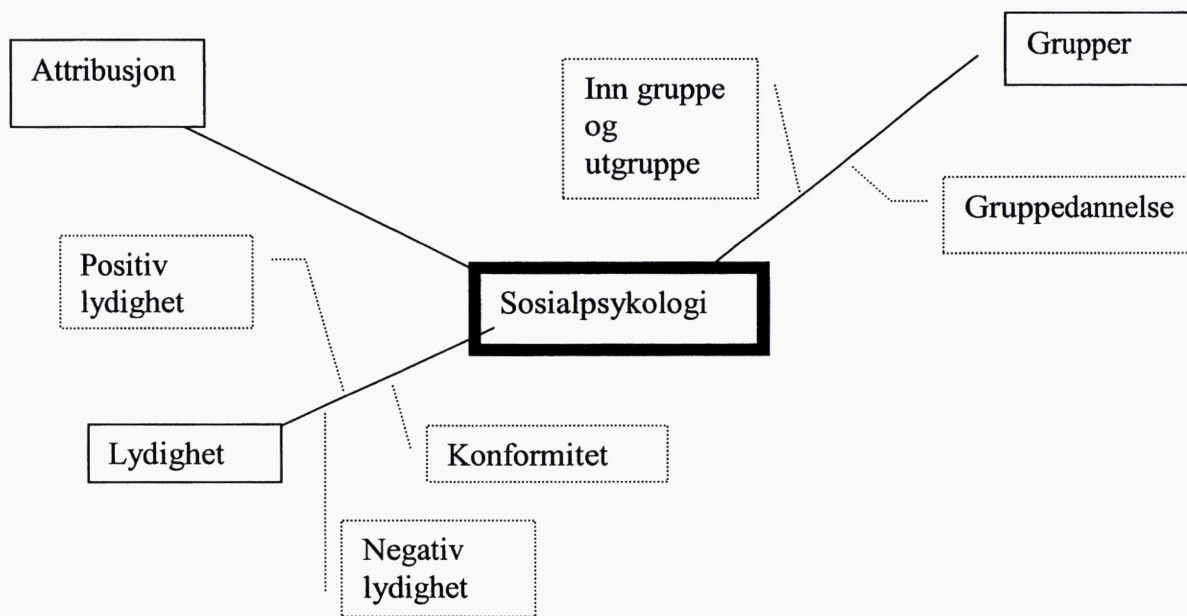 Attribusjon
Grupper
Inn gruppe
og
utgruppe
Gruppedannelse
Positiv
lydighet
Sosialpsykologi
Lydighet
Konformitet
Negativ
lydighet